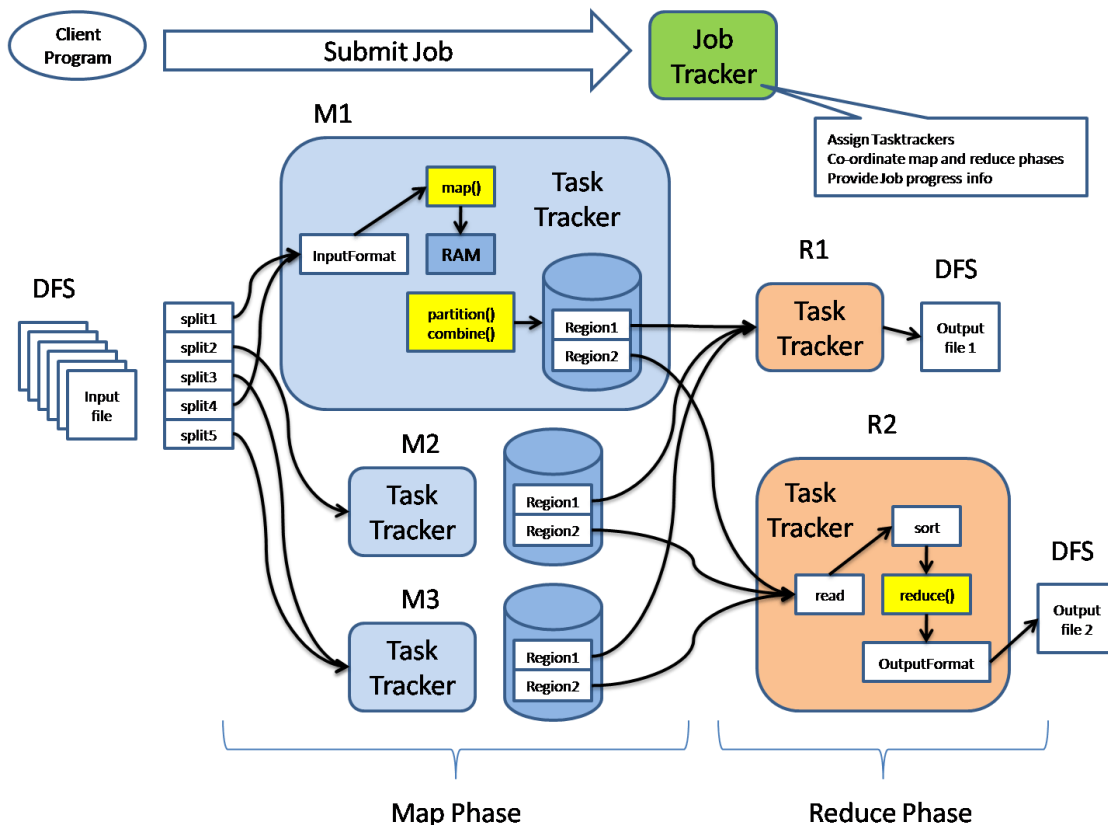 Client
Program
Submit Job
Job
Tracker
Assign Tasktrackers
Co-ordinate map and reduce phases
Provide Job progress info
M1
Task
Tracker
map()
InputFormat
RAM
partition()
combine()
Region1
Region2
DFS
Input
file
split1
split2
split3
split4
split5
M2
Task
Tracker
Region1
Region2
M3
Task
Tracker
Region1
Region2
R1
Task
Tracker
DFS
Output
file 1
R2
Task
Tracker
sort
read
reduce()
OutputFormat
DFS
Output
file 2
Map Phase
Reduce Phase